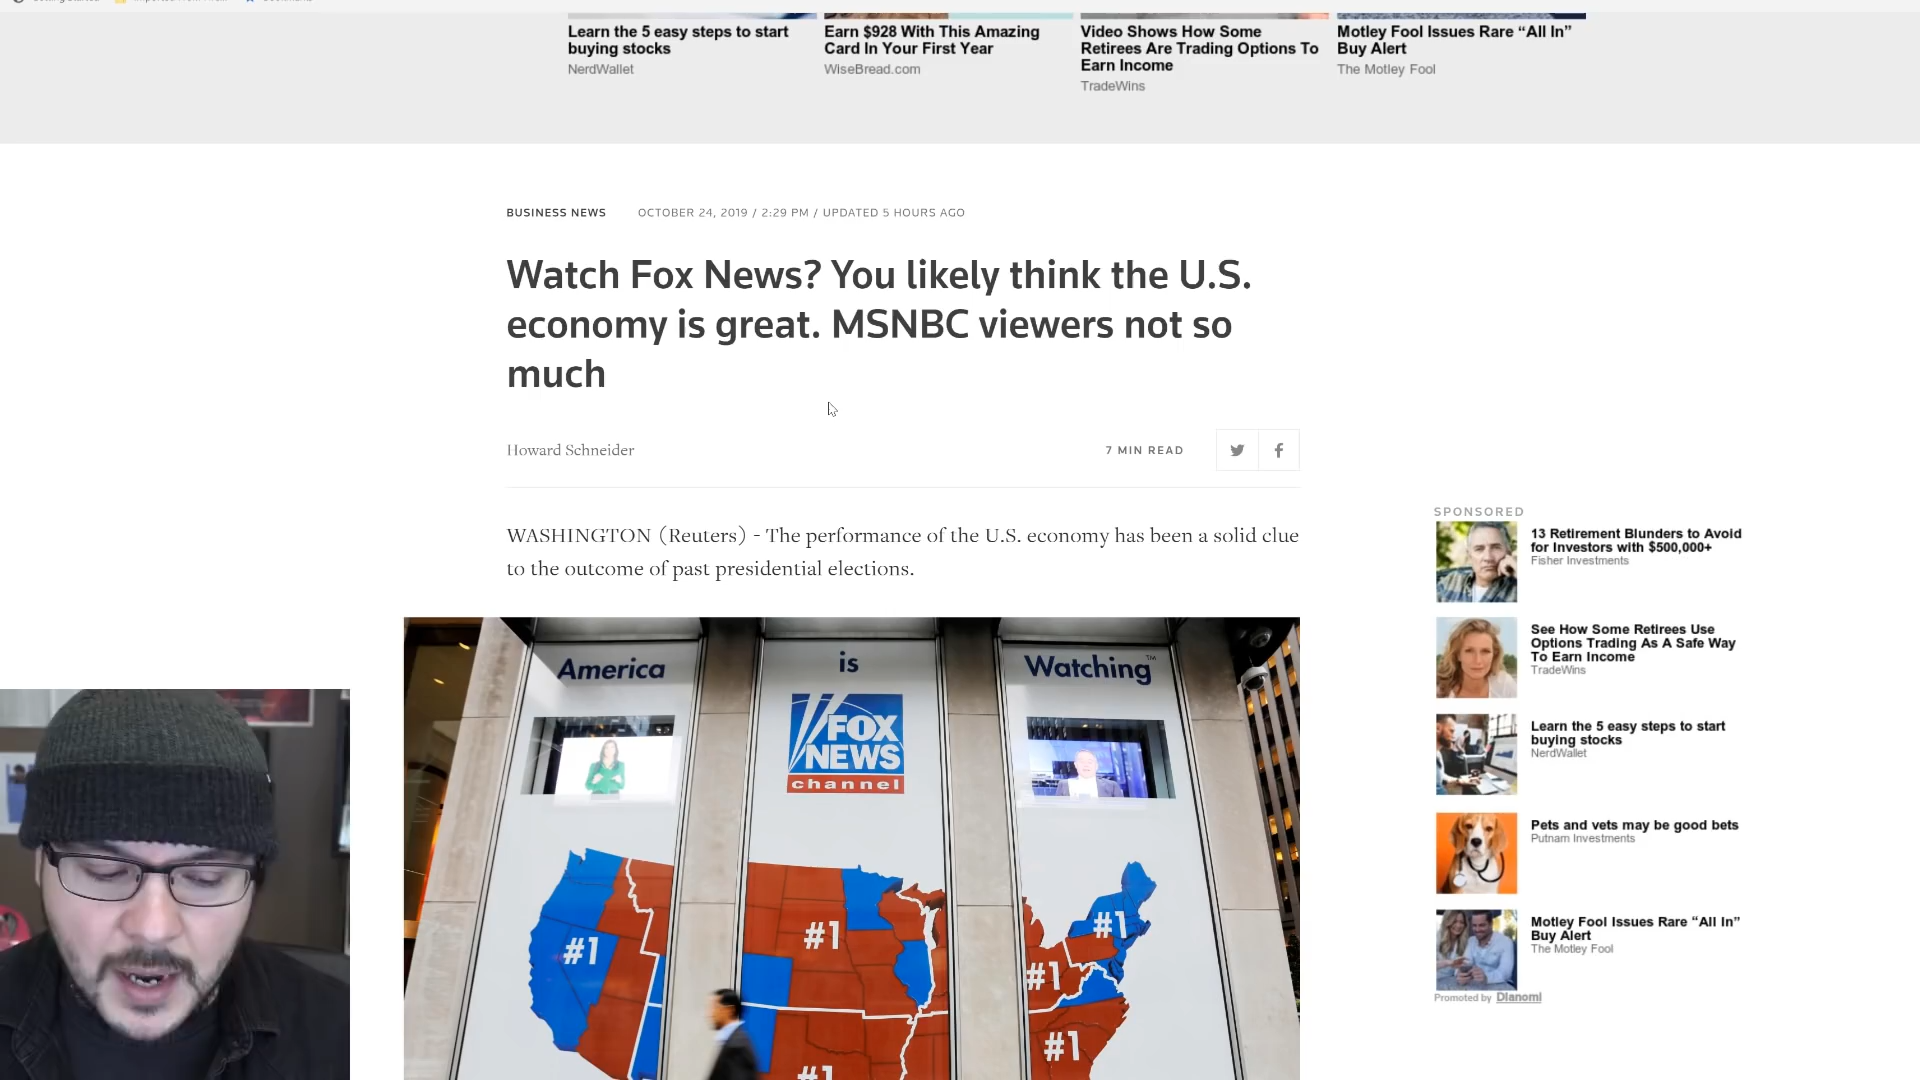 Learn the 5 easy steps to start
buying stocks
NerdWallet
Earn $928 With This Amazing
Card In Your First Year
WiseBread.com
Video Shows How Some
Retirees Are Trading Options To
Earn Income
TradeWins
Motley Fool Issues Rare “All In”
Buy Alert
The Motley Fool
BUSINESS NEWS
OCTOBER 24, 2019 / 2:29 PM / UPDATED 5 HOURS AGO
Watch Fox News? You likely think the U.S.
economy is great. MSNBC viewers not so
much
Howard Schneider
7 MIN READ
WASHINGTON (Reuters) - The performance of the U.S. economy has been a solid clue
to the outcome of past presidential elections.
America
is
Watching™
FOX
NEWS
channel
#1
#1
#1
#1
#1
#1
SPONSORED
13 Retirement Blunders to Avoid
for Investors with $500,000+
Fisher Investments
See How Some Retirees Use
Options Trading As A Safe Way
To Earn Income
TradeWins
Learn the 5 easy steps to start
buying stocks
NerdWallet
Pets and vets may be good bets
Putnam Investments
Motley Fool Issues Rare “All In”
Buy Alert
The Motley Fool
Promoted by Dianomi